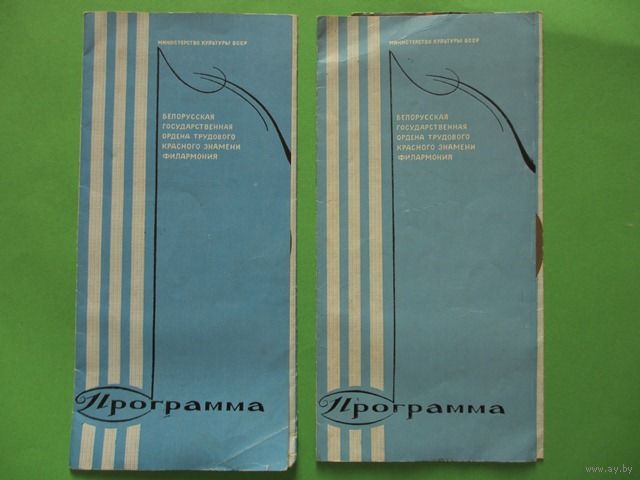 МИНИСТЕРСТВО КУЛЬТУРЫ БССР
БЕЛОРУССКАЯ
ГОСУДАРСТВЕННАЯ
ОРДЕНА ТРУДОВОГО
КРАСНОГО ЗНАМЕНИ
ФИЛАРМОНИЯ
Программа
МИНИСТЕРСТВО КУЛЬТУРЫ БССР
БЕЛОРУССКАЯ
ГОСУДАРСТВЕННАЯ
ОРДЕНА ТРУДОВОГО
КРАСНОГО ЗНАМЕНИ
ФИЛАРМОНИЯ
Программа
www.ay.by